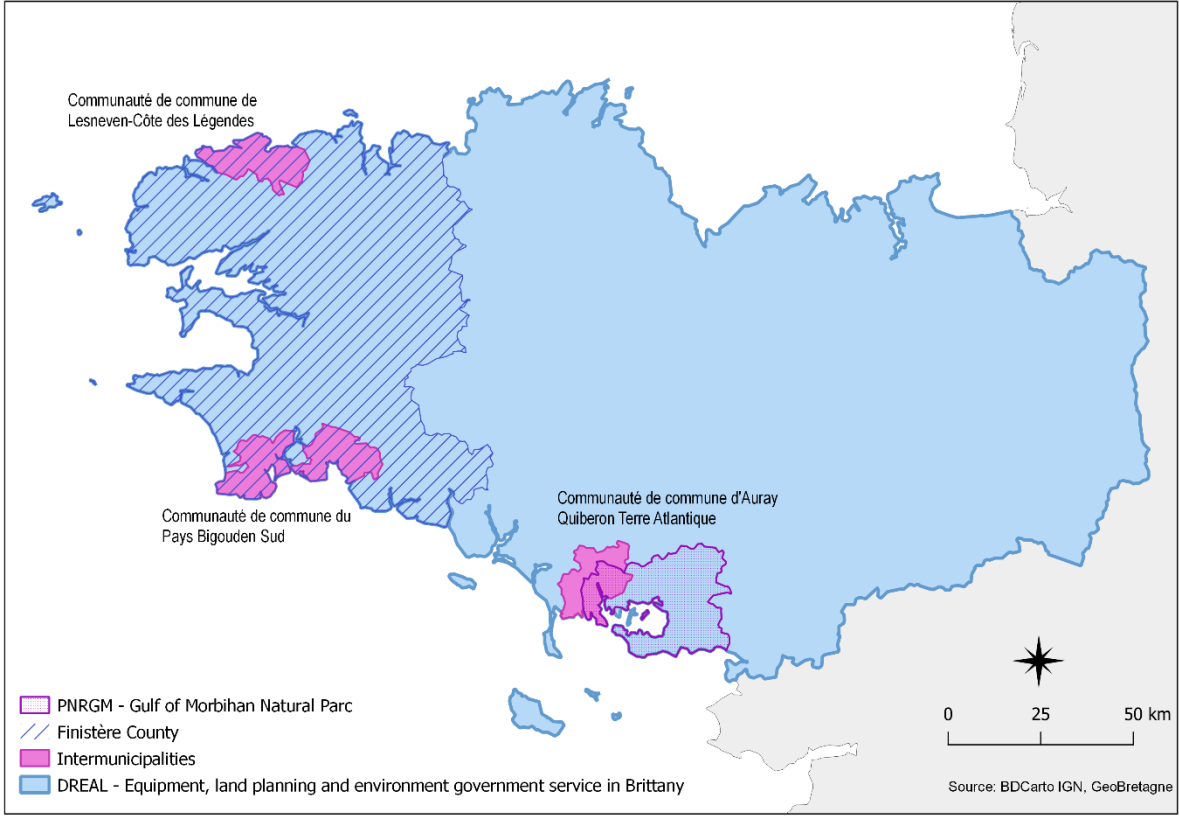 Communauté de commune de
Lesneven-Côte des Légendes
Communauté de commune d'Auray
Quiberon Terre Atlantique
Communauté de commune du
Pays Bigouden Sud
PNRGM - Gulf of Morbihan Natural Parc
Finistère County
Intermunicipalities
DREAL - Equipment, land planning and environment government service in Brittany
0 25 50 km
Source: BDCarto IGN, GeoBretagne